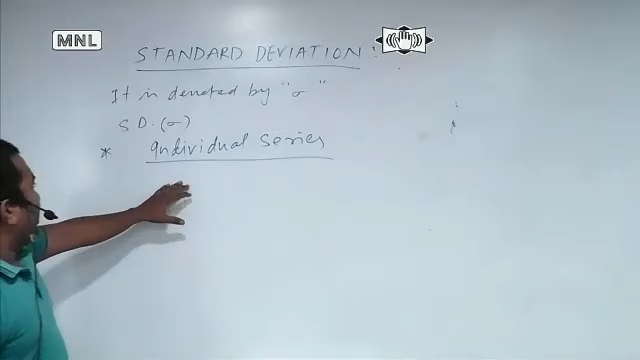 MNL
STANDARD DEVIATION :
It is denoted by "σ"
S D. (σ)
* Individual Series